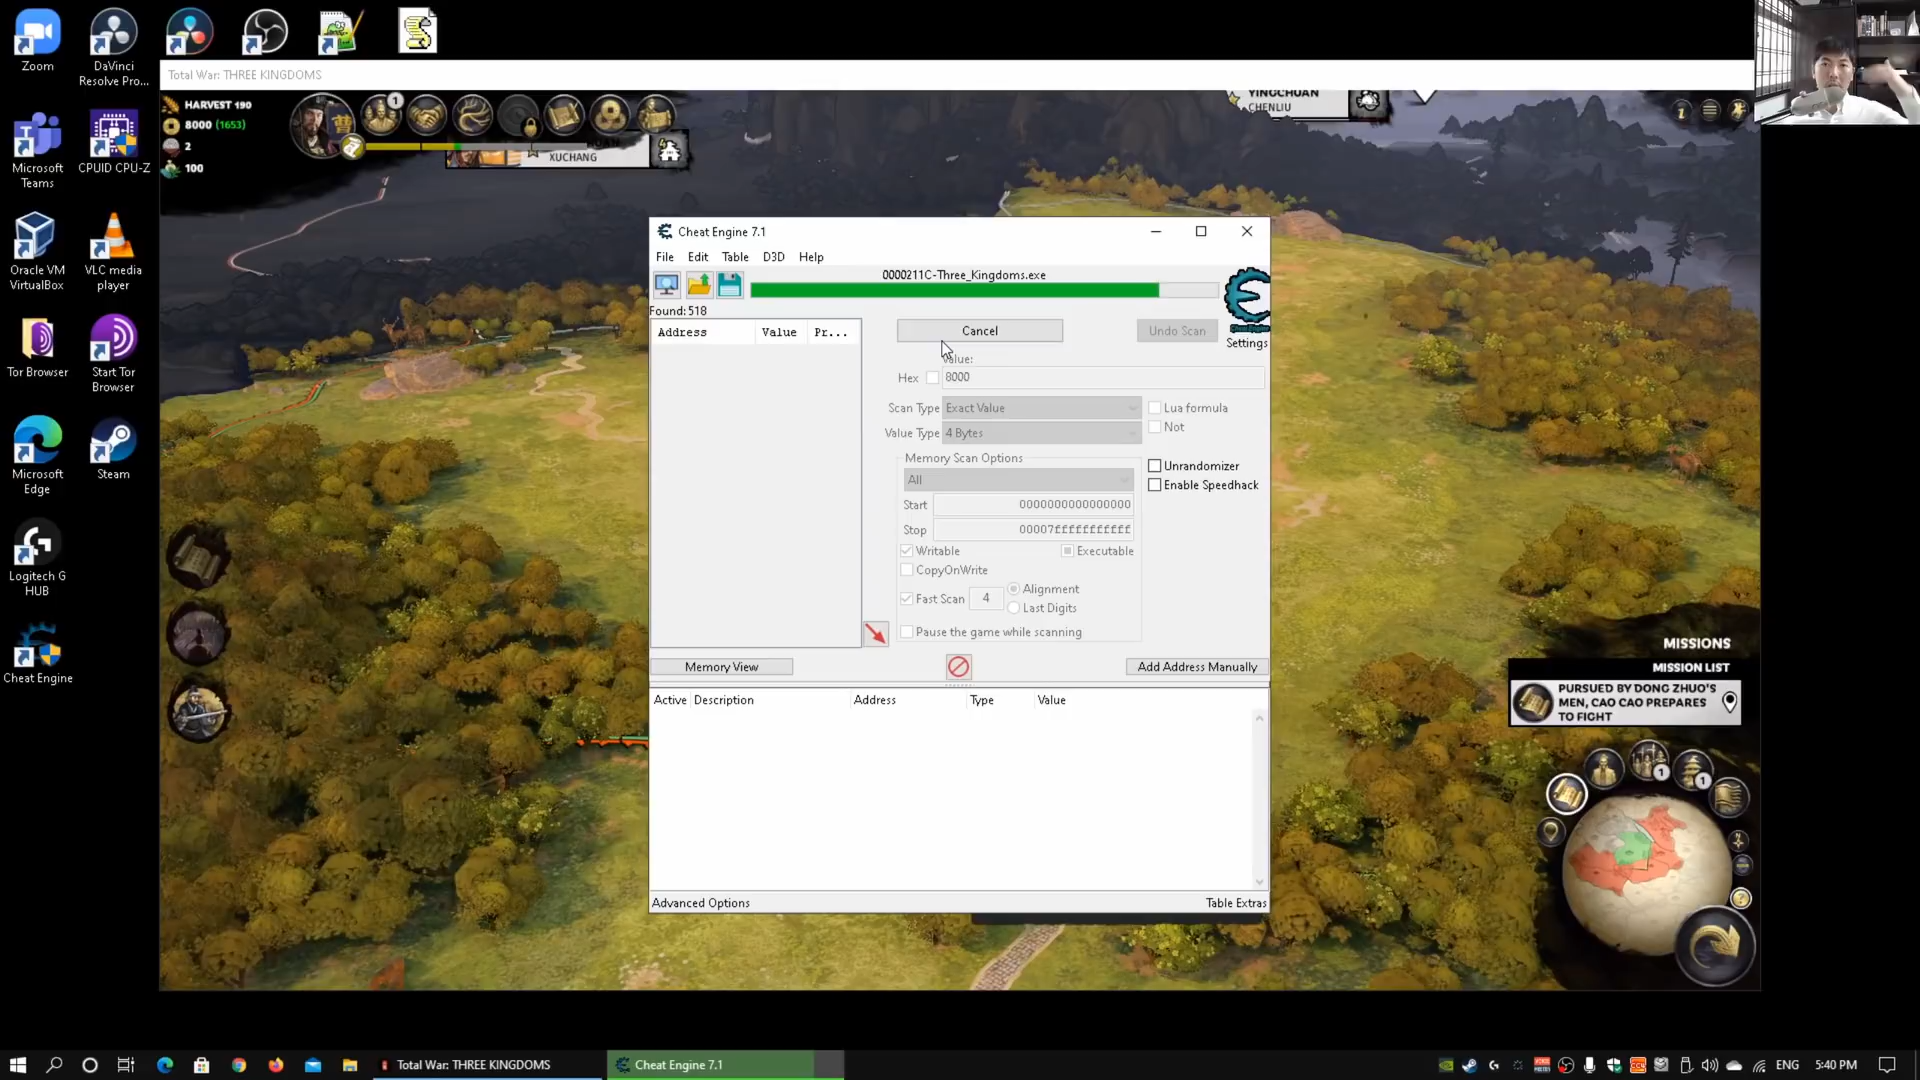 Zoom
DaVinci
Resolve Pro...
Total War: THREE KINGDOMS
HARVEST 190
8000 (1653)
2
100
1
XUCHANG
YINGCHUAN
CHENLIU
Microsoft
Teams
CPUID CPU-Z
Oracle VM
VirtualBox
VLC media
player
Tor Browser
Start Tor
Browser
Microsoft
Edge
Steam
Logitech G
HUB
Cheat Engine
Cheat Engine 7.1
File Edit Table D3D Help
0000211C-Three_Kingdoms.exe
Found: 518
Address Value Pr...
Cancel
Undo Scan
Cheat Engine
Settings
Value:
Hex 8000
Scan Type Exact Value
Lua formula
Value Type 4 Bytes
Not
Memory Scan Options
All
Unrandomizer
Enable Speedhack
Start 0000000000000000
Stop 00007fffffffffff
Writable Executable
CopyOnWrite
Fast Scan 4 Alignment
Last Digits
Pause the game while scanning
Memory View
Add Address Manually
Active Description Address Type Value
Advanced Options
Table Extras
MISSIONS
MISSION LIST
PURSUED BY DONG ZHUO'S
MEN, CAO CAO PREPARES
TO FIGHT
1
1
?
Total War: THREE KINGDOMS
Cheat Engine 7.1
ENG
5:40 PM